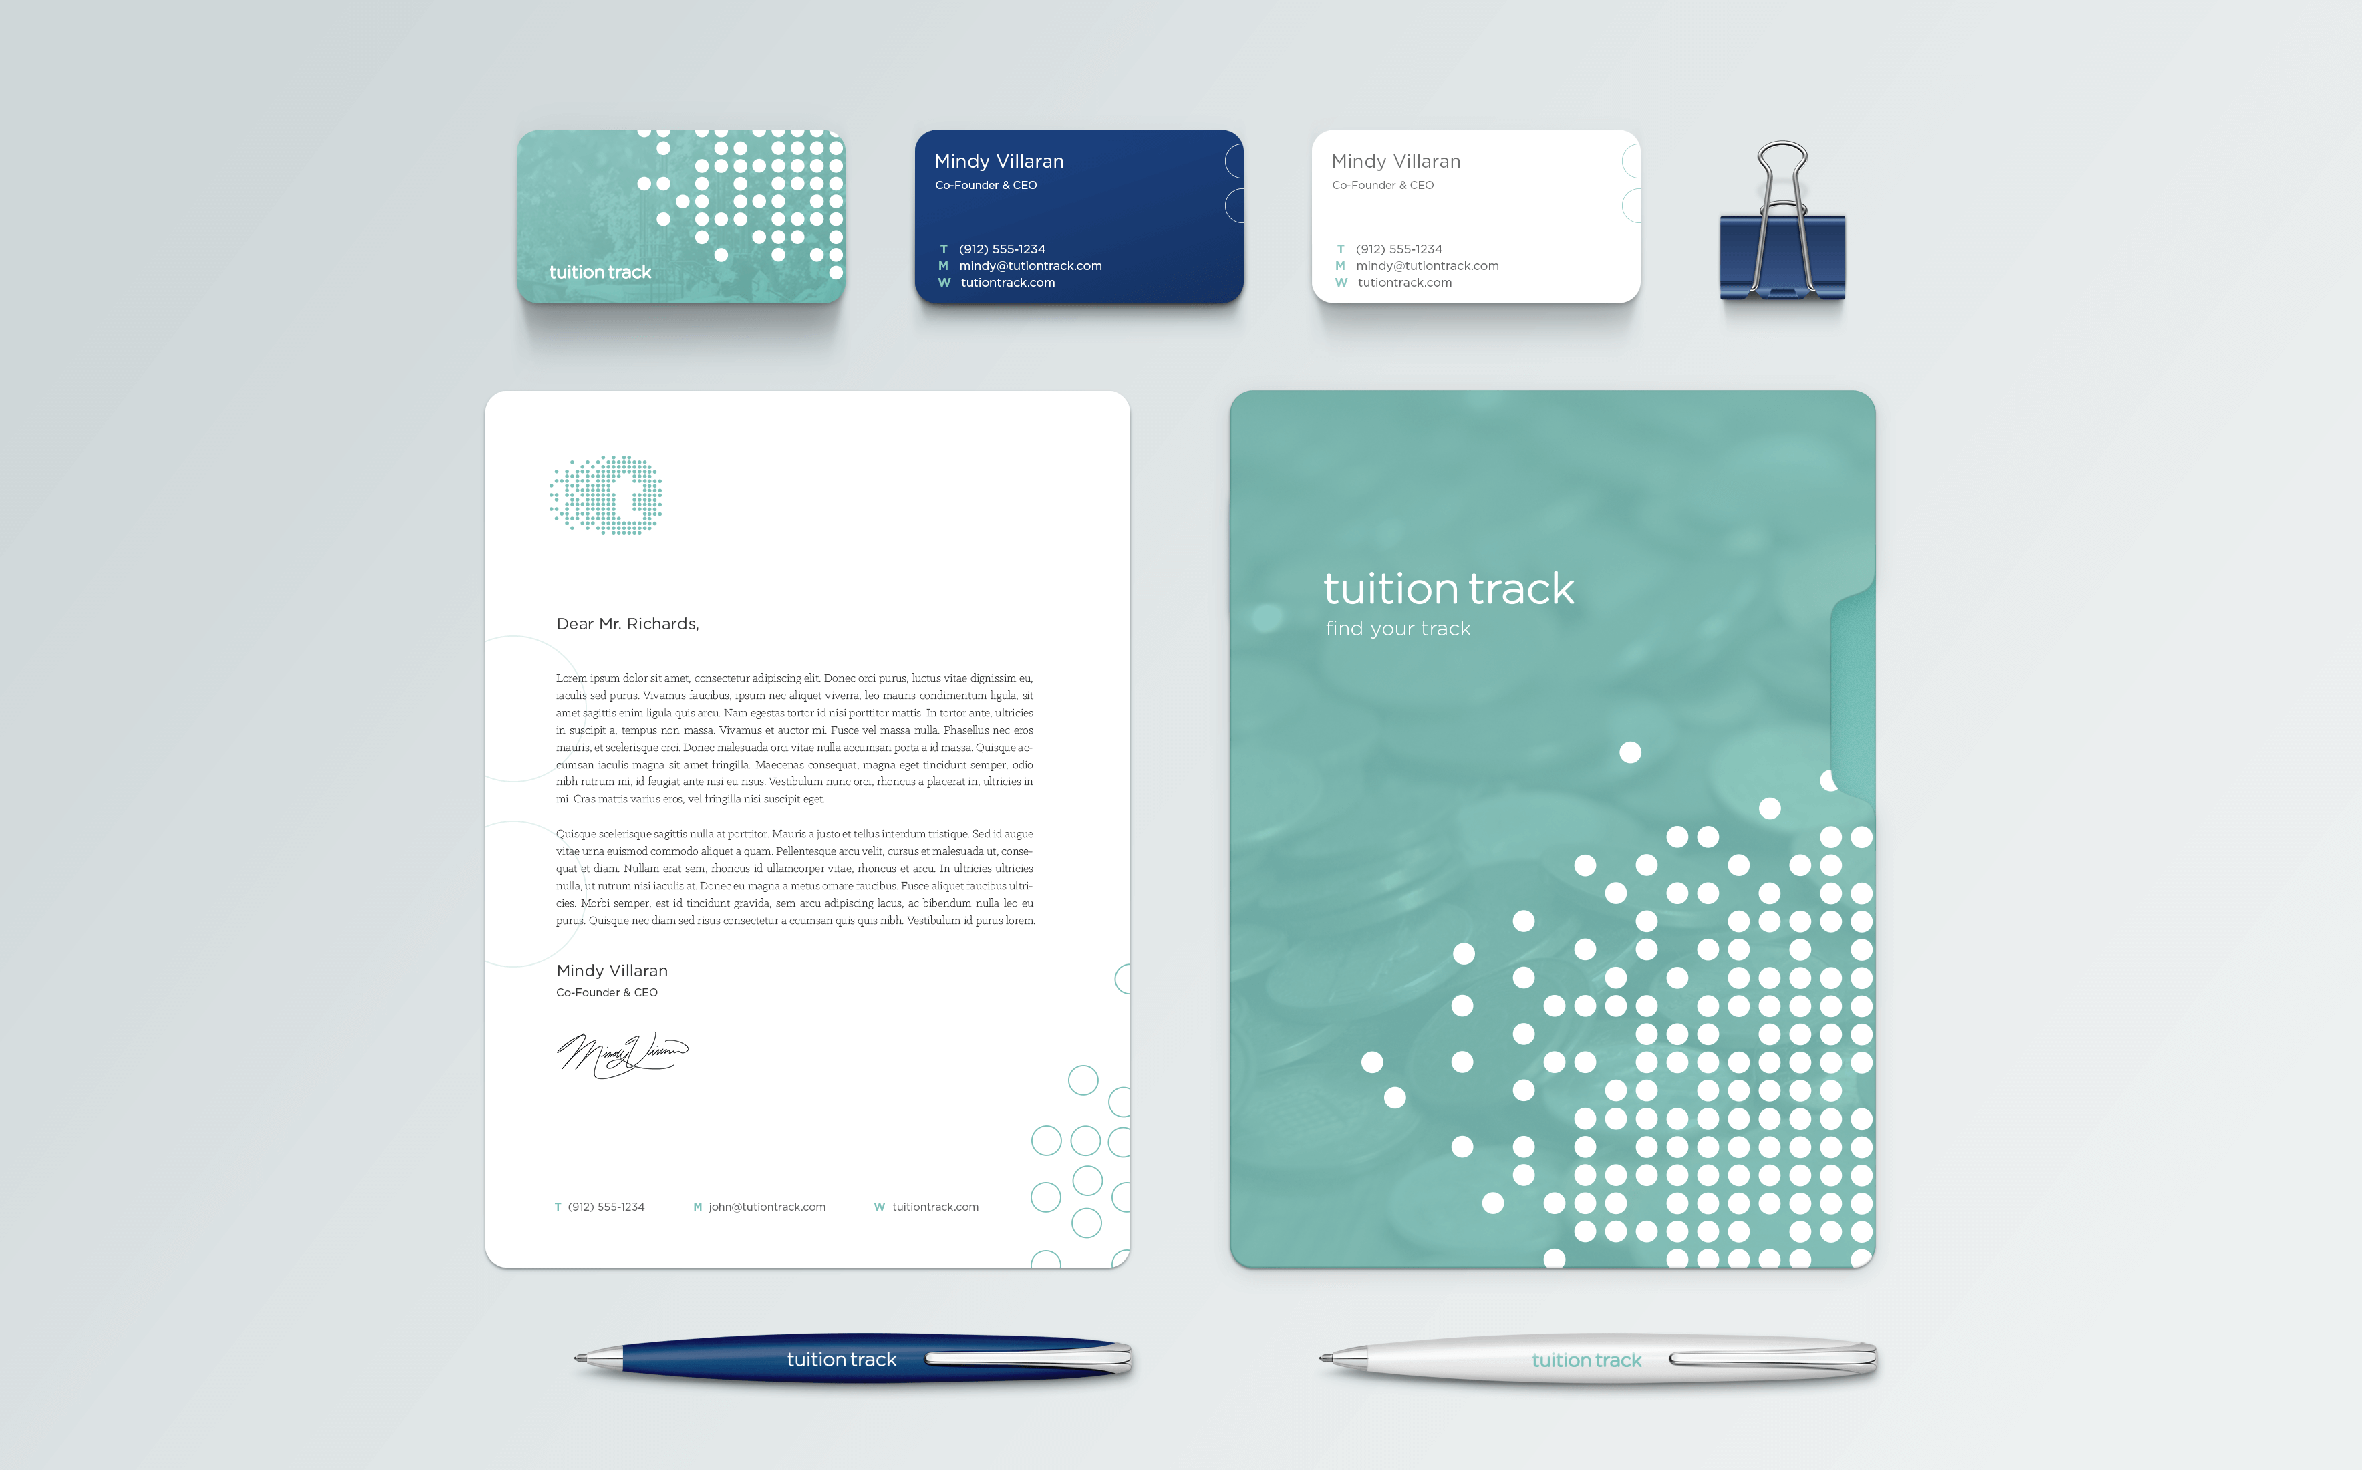 tuition track
Mindy Villaran
Co-Founder & CEO
T (912) 555-1234
M mindy@tutiontrack.com
W tutiontrack.com
Mindy Villaran
Co-Founder & CEO
T (912) 555-1234
M mindy@tutiontrack.com
W tutiontrack.com
t
Dear Mr. Richards,
Lorem ipsum dolor sit amet, consectetur adipiscing elit. Donec orci purus, luctus vitae dignissim eu,
iaculis sed purus. Vivamus faucibus, ipsum nec aliquet viverra, leo mauris condimentum ligula, sit
amet sagittis enim ligula quis arcu. Nam egestas tortor id nisi porttitor mattis. In tortor ante, ultricies
in suscipit a, tempus non massa. Vivamus et auctor mi. Fusce vel massa nulla. Phasellus nec eros
mauris, et scelerisque orci. Donec malesuada orci vitae nulla accumsan porta a id massa. Quisque ac-
cumsan iaculis magna sit amet fringilla. Maecenas consequat, magna eget tincidunt semper, odio
nibh rutrum mi, id feugiat ante nisi eu risus. Vestibulum nunc orci, rhoncus a placerat in, ultricies in
mi. Cras mattis varius eros, vel fringilla nisi suscipit eget.
Quisque scelerisque sagittis nulla at porttitor. Mauris a justo et tellus interdum tristique. Sed id augue
vitae urna euismod commodo aliquet a quam. Pellentesque arcu velit, cursus et malesuada ut, conse-
quat et diam. Nullam erat sem, rhoncus id ullamcorper vitae, rhoncus et arcu. In ultricies ultricies
nulla, ut rutrum nisi iaculis at. Donec eu magna a metus ornare faucibus. Fusce aliquet faucibus ultri-
cies. Morbi semper, est id tincidunt gravida, sem arcu adipiscing lacus, ac bibendum nulla leo eu
purus. Quisque nec diam sed risus consectetur accumsan quis quis nibh. Vestibulum id purus lorem.
Mindy Villaran
Co-Founder & CEO
T (912) 555-1234 M john@tutiontrack.com W tuitiontrack.com
tuition track
find your track
tuition track
tuition track